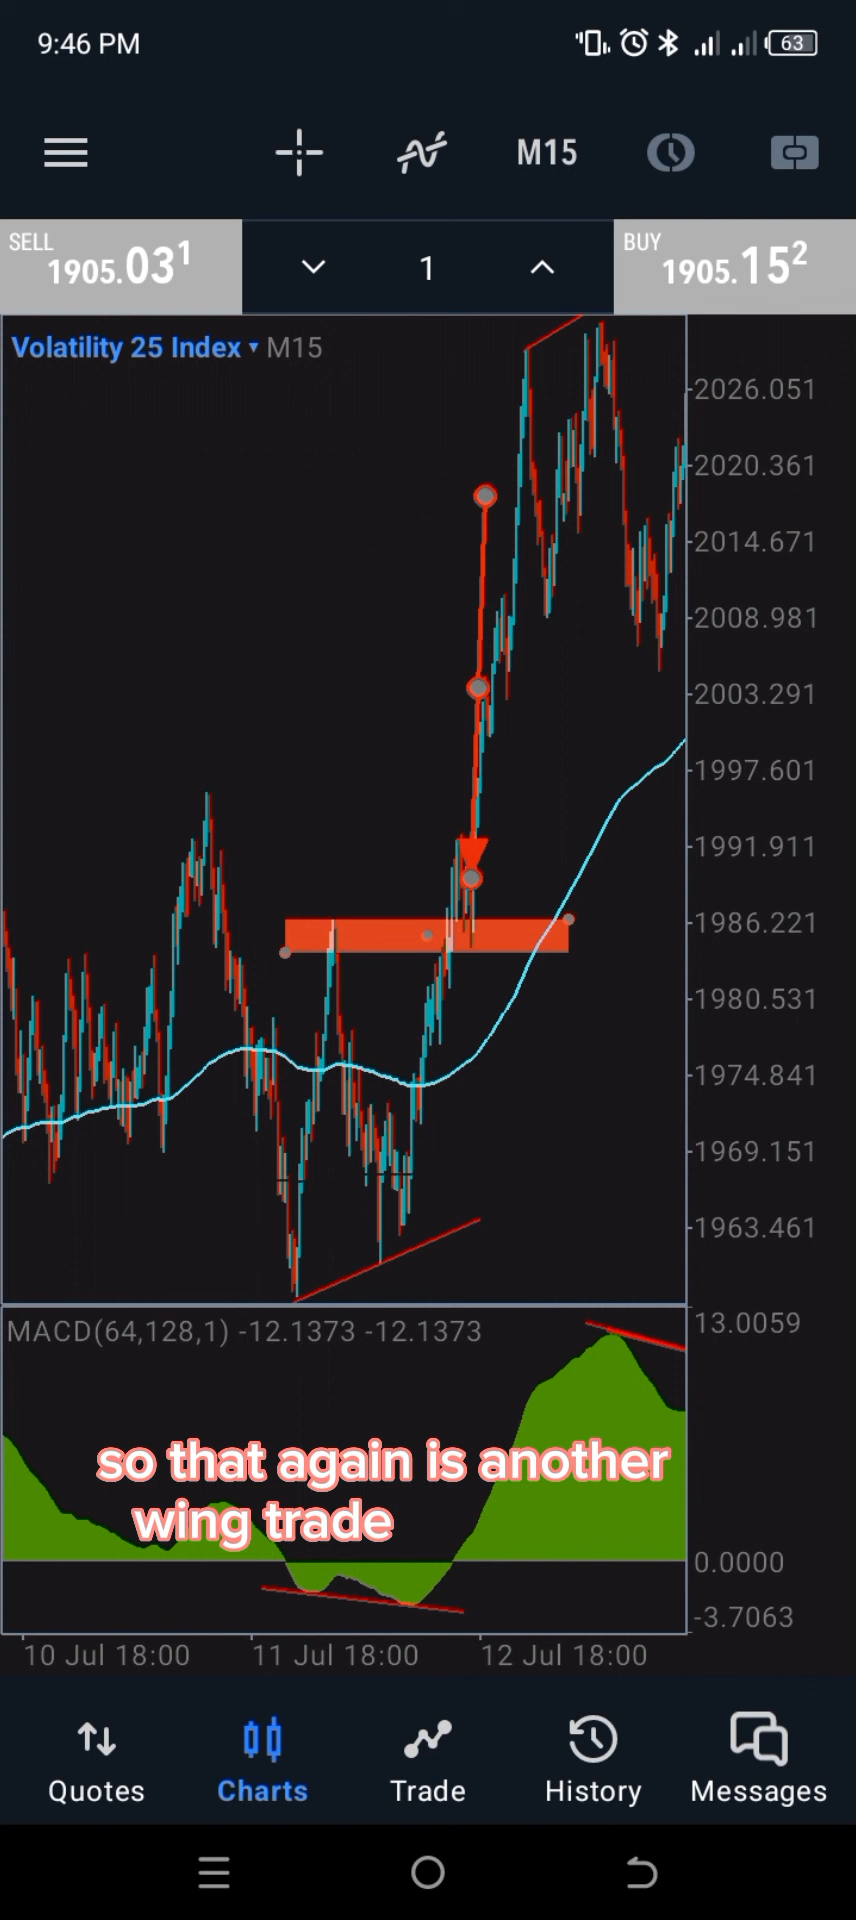 9:46 PM
63
M15
SELL
1905.031
1
BUY
1905.152
Volatility 25 Index ▾ M15
2026.051
2020.361
2014.671
2008.981
2003.291
1997.601
1991.911
1986.221
1980.531
1974.841
1969.151
1963.461
MACD(64,128,1) -12.1373 -12.1373
13.0059
so that again is another
wing trade
0.0000
-3.7063
10 Jul 18:00
11 Jul 18:00
12 Jul 18:00
Quotes
Charts
Trade
History
Messages